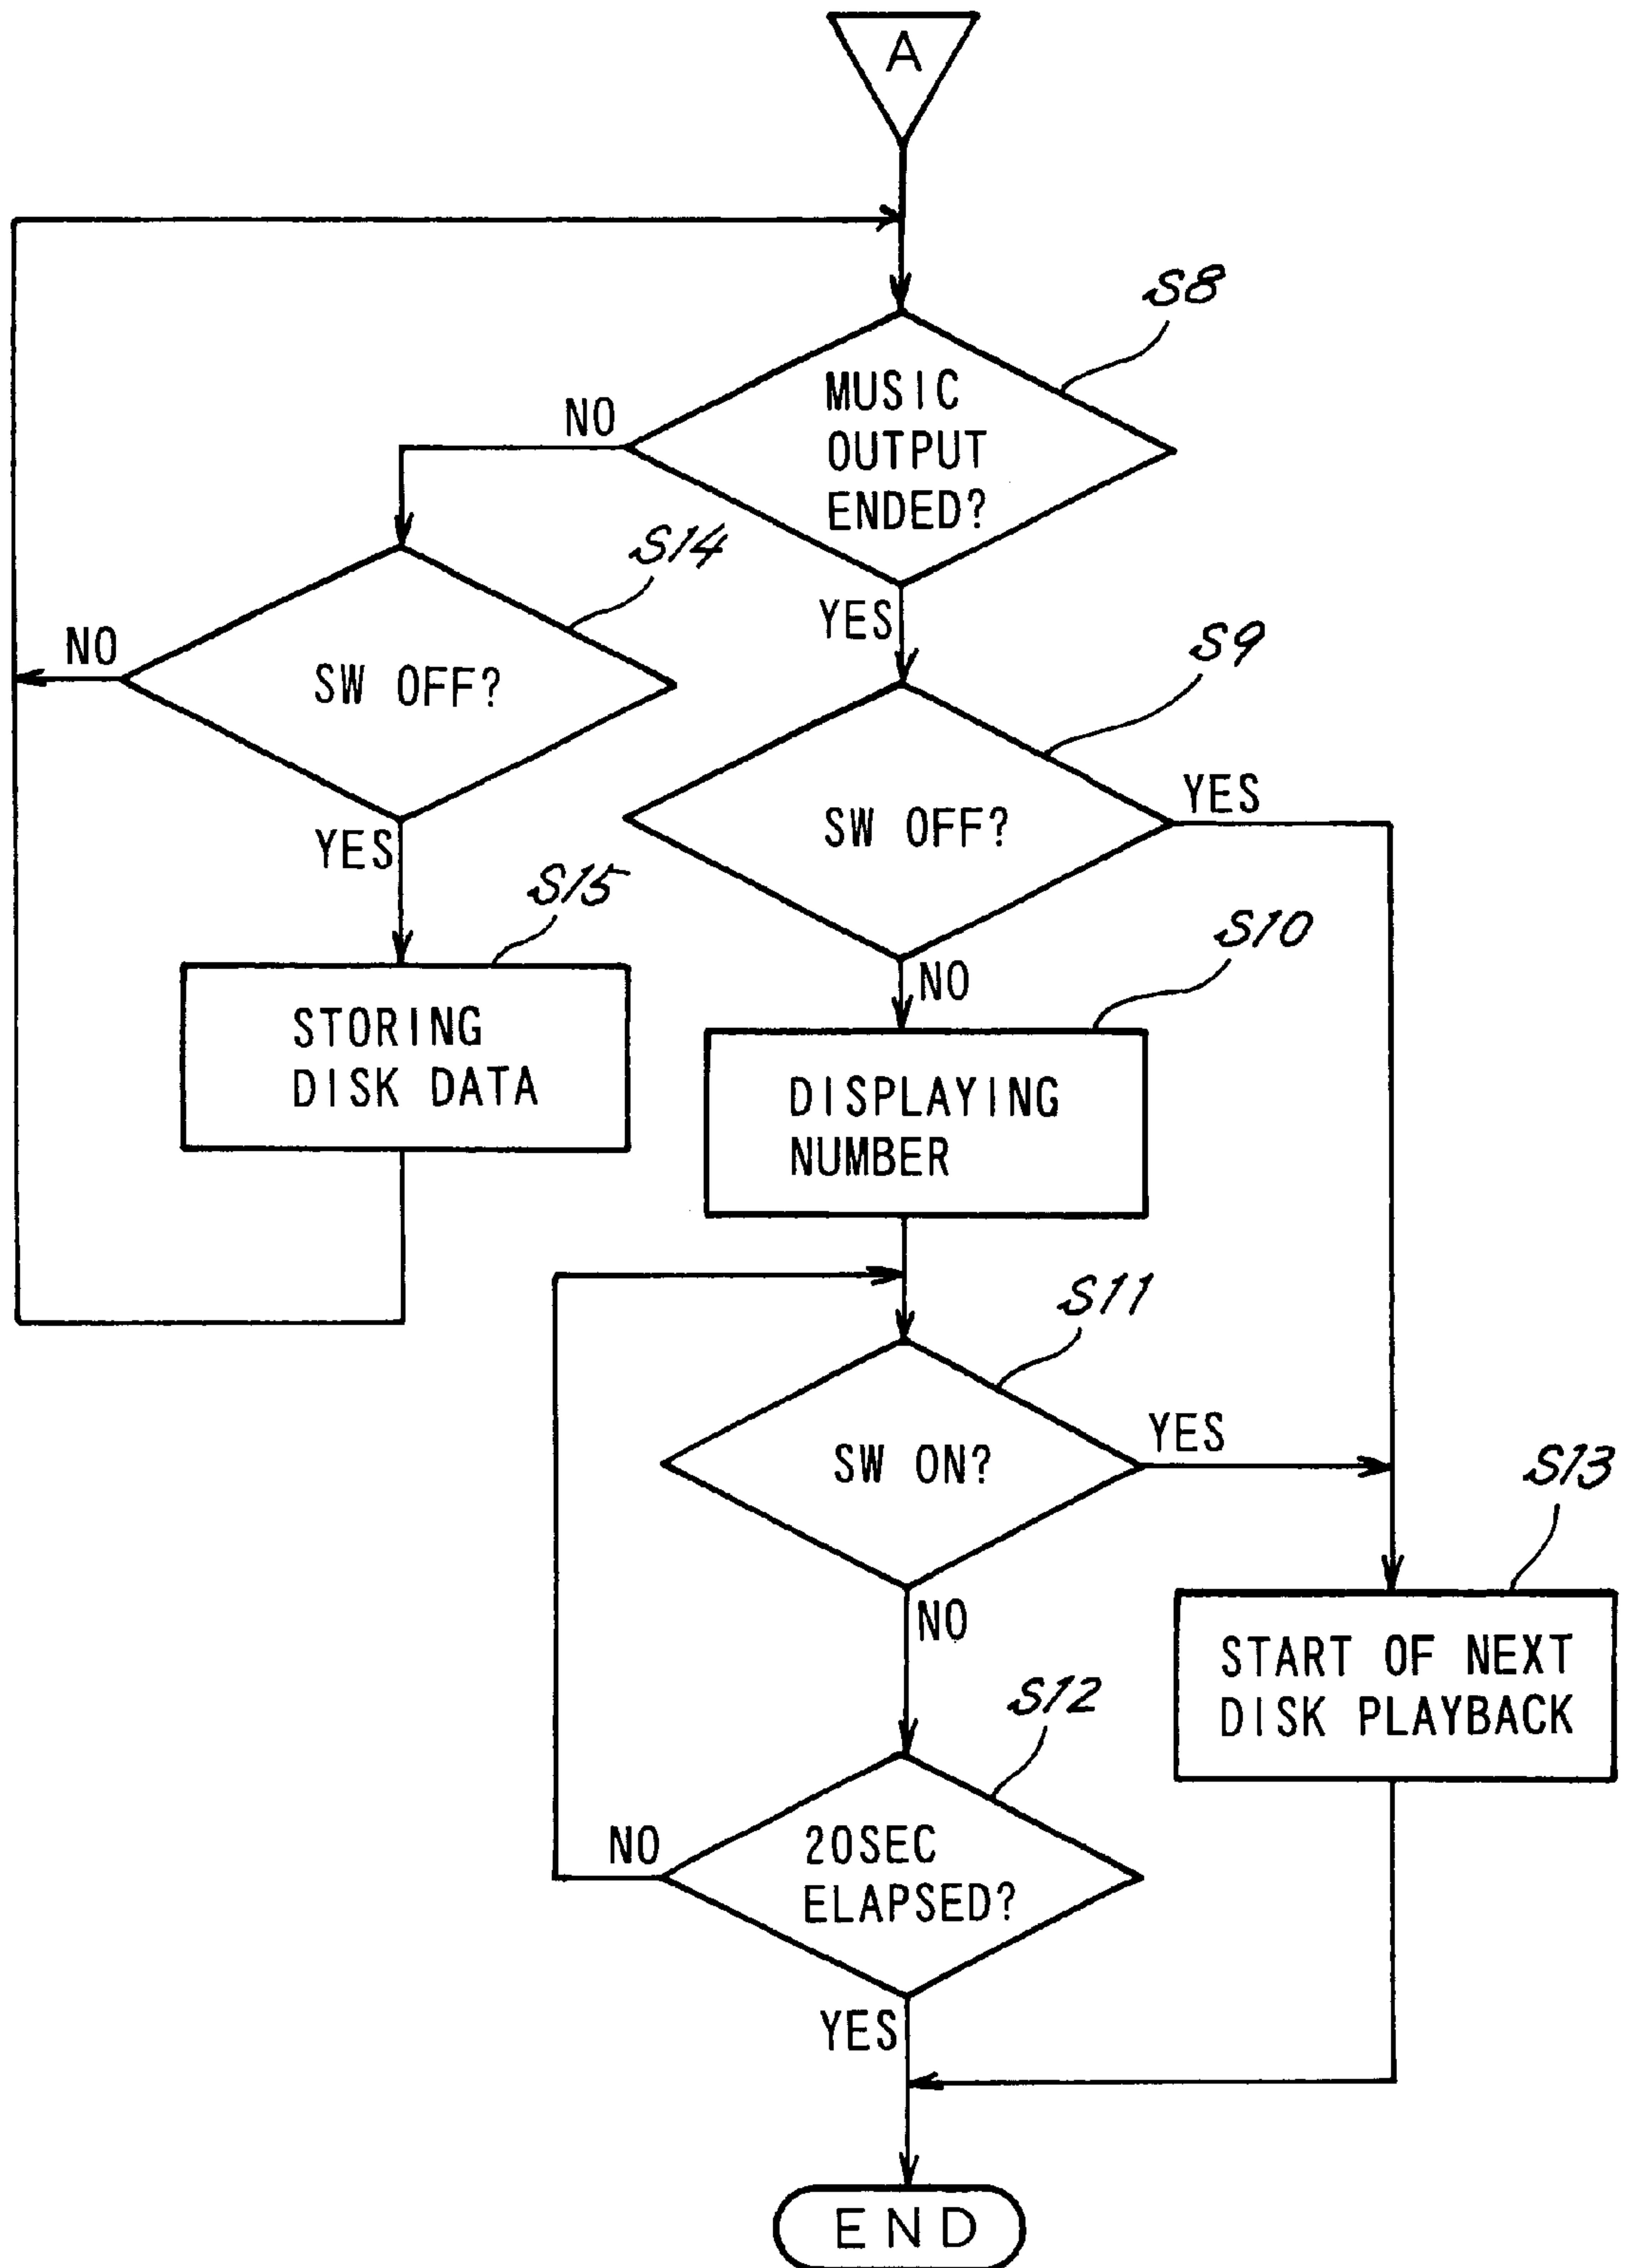 A
S8
MUSIC
OUTPUT
ENDED?
NO
YES
S14
SW OFF?
NO
YES
S9
SW OFF?
YES
NO
S15
STORING
DISK DATA
S10
DISPLAYING
NUMBER
S11
SW ON?
YES
NO
S13
START OF NEXT
DISK PLAYBACK
S12
20SEC
ELAPSED?
NO
YES
END